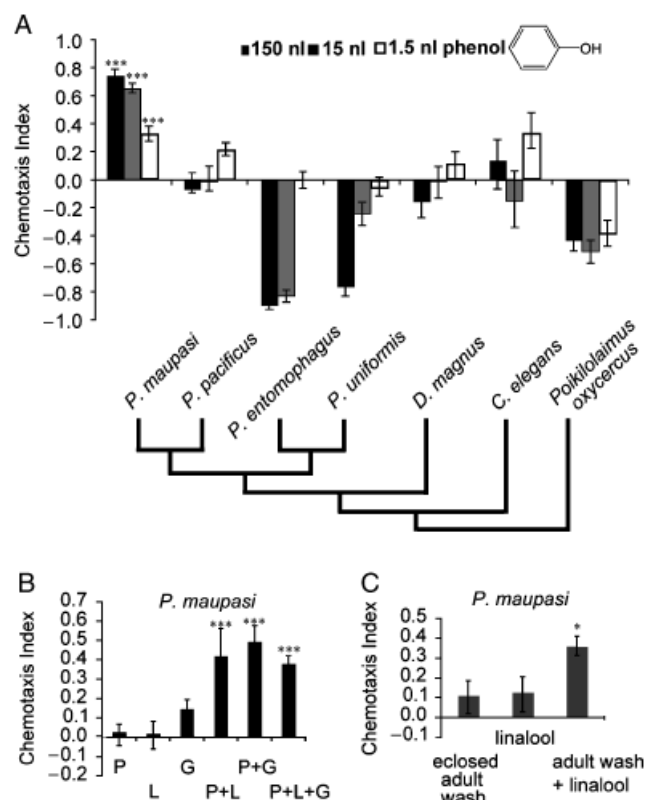 A
150 nl 15 nl 1.5 nl phenol OH
Chemotaxis Index
1.0
0.8
0.6
0.4
0.2
0.0
−0.2
−0.4
−0.6
−0.8
−1.0
*** *** ***
P. maupasi
P. pacificus
P. entomophagus
P. uniformis
D. magnus
C. elegans
Poikilolaimus
oxycercus
B
P. maupasi
Chemotaxis Index
0.7
0.6
0.5
0.4
0.3
0.2
0.1
0.0
−0.1
−0.2
*** *** ***
P G P+G
L P+L P+L+G
C
P. maupasi
Chemotaxis Index
0.5
0.4
0.3
0.2
0.1
0.0
−0.1
*
linalool
eclosed adult wash
adult + linalool
wash